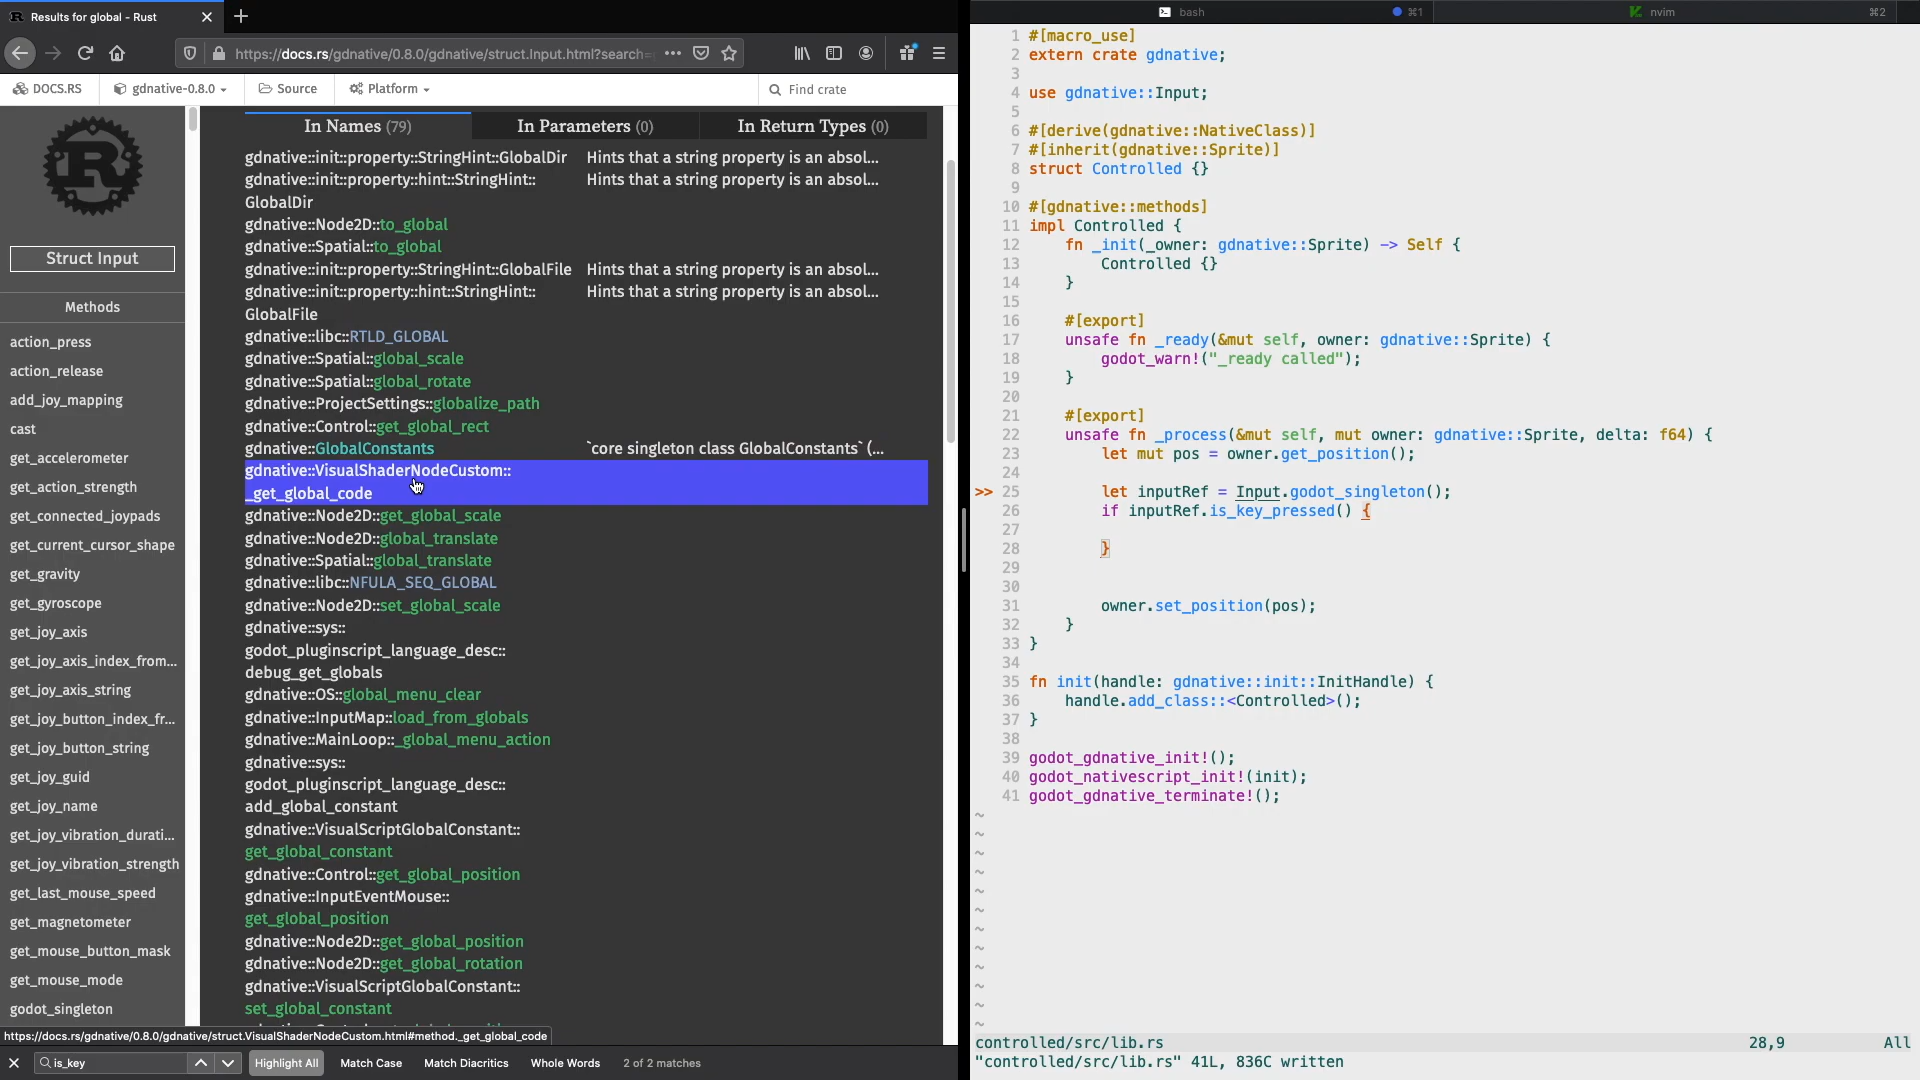 Results for global - Rust
https://docs.rs/gdnative/0.8.0/gdnative/struct.Input.html?search=
DOCS.RS
gdnative-0.8.0
Source
Platform
Find crate
Struct Input
Methods
action_press
action_release
add_joy_mapping
cast
get_accelerometer
get_action_strength
get_connected_joypads
get_current_cursor_shape
get_gravity
get_gyroscope
get_joy_axis
get_joy_axis_index_from...
get_joy_axis_string
get_joy_button_index_fr...
get_joy_button_string
get_joy_guid
get_joy_name
get_joy_vibration_durati...
get_joy_vibration_strength
get_last_mouse_speed
get_magnetometer
get_mouse_button_mask
get_mouse_mode
godot_singleton
In Names (79)
In Parameters (0)
In Return Types (0)
gdnative::init::property::StringHint::GlobalDir Hints that a string property is an absol...
gdnative::init::property::hint::StringHint:: Hints that a string property is an absol...
GlobalDir
gdnative::Node2D::to_global
gdnative::Spatial::to_global
gdnative::init::property::StringHint::GlobalFile Hints that a string property is an absol...
gdnative::init::property::hint::StringHint:: Hints that a string property is an absol...
GlobalFile
gdnative::libc::RTLD_GLOBAL
gdnative::Spatial::global_scale
gdnative::Spatial::global_rotate
gdnative::ProjectSettings::globalize_path
gdnative::Control::get_global_rect
gdnative::GlobalConstants `core singleton class GlobalConstants` (...
gdnative::VisualShaderNodeCustom::
_get_global_code
gdnative::Node2D::get_global_scale
gdnative::Node2D::global_translate
gdnative::Spatial::global_translate
gdnative::libc::NFULA_SEQ_GLOBAL
gdnative::Node2D::set_global_scale
gdnative::sys::
godot_pluginscript_language_desc::
debug_get_globals
gdnative::OS::global_menu_clear
gdnative::InputMap::load_from_globals
gdnative::MainLoop::_global_menu_action
gdnative::sys::
godot_pluginscript_language_desc::
add_global_constant
gdnative::VisualScriptGlobalConstant::
get_global_constant
gdnative::Control::get_global_position
gdnative::InputEventMouse::
get_global_position
gdnative::Node2D::get_global_position
gdnative::Node2D::get_global_rotation
gdnative::VisualScriptGlobalConstant::
set_global_constant
https://docs.rs/gdnative/0.8.0/gdnative/struct.VisualShaderNodeCustom.html#method._get_global_code
is_key
Highlight All
Match Case
Match Diacritics
Whole Words
2 of 2 matches
bash ⌘1
nvim ⌘2
1 #[macro_use]
2 extern crate gdnative;
3
4 use gdnative::Input;
5
6 #[derive(gdnative::NativeClass)]
7 #[inherit(gdnative::Sprite)]
8 struct Controlled {}
9
10 #[gdnative::methods]
11 impl Controlled {
12 fn _init(_owner: gdnative::Sprite) -> Self {
13 Controlled {}
14 }
15
16 #[export]
17 unsafe fn _ready(&mut self, owner: gdnative::Sprite) {
18 godot_warn!("_ready called");
19 }
20
21 #[export]
22 unsafe fn _process(&mut self, mut owner: gdnative::Sprite, delta: f64) {
23 let mut pos = owner.get_position();
24
>> 25 let inputRef = Input.godot_singleton();
26 if inputRef.is_key_pressed() {
27
28 }
29
30
31 owner.set_position(pos);
32 }
33 }
34
35 fn init(handle: gdnative::init::InitHandle) {
36 handle.add_class::<Controlled>();
37 }
38
39 godot_gdnative_init!();
40 godot_nativescript_init!(init);
41 godot_gdnative_terminate!();
~
~
~
~
~
~
~
~
~
~
~
~
controlled/src/lib.rs 28,9 All
"controlled/src/lib.rs" 41L, 836C written